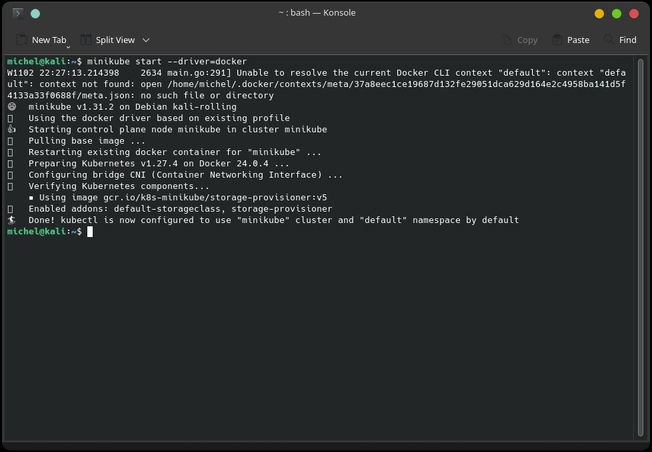 ~ : bash — Konsole
New Tab
Split View
Copy
Paste
Find
michel@kali:~$ minikube start --driver=docker
W1102 22:27:13.214398    2634 main.go:291] Unable to resolve the current Docker CLI context "default": context "defa
ult": context not found: open /home/michel/.docker/contexts/meta/37a8eec1ce19687d132fe29051dca629d164e2c4958ba141d5f
4133a33f0688f/meta.json: no such file or directory
minikube v1.31.2 on Debian kali-rolling
Using the docker driver based on existing profile
Starting control plane node minikube in cluster minikube
Pulling base image ...
Restarting existing docker container for "minikube" ...
Preparing Kubernetes v1.27.4 on Docker 24.0.4 ...
Configuring bridge CNI (Container Networking Interface) ...
Verifying Kubernetes components...
▪ Using image gcr.io/k8s-minikube/storage-provisioner:v5
Enabled addons: default-storageclass, storage-provisioner
Done! kubectl is now configured to use "minikube" cluster and "default" namespace by default
michel@kali:~$